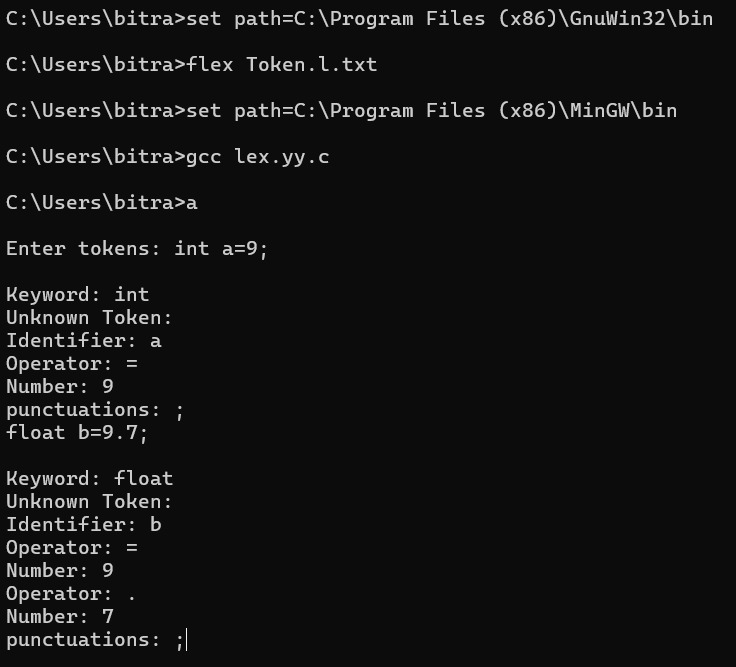 C:\Users\bitra>set path=C:\Program Files (x86)\GnuWin32\bin
C:\Users\bitra>flex Token.l.txt
C:\Users\bitra>set path=C:\Program Files (x86)\MinGW\bin
C:\Users\bitra>gcc lex.yy.c
C:\Users\bitra>a
Enter tokens: int a=9;
Keyword: int
Unknown Token:
Identifier: a
Operator: =
Number: 9
punctuations: ;
float b=9.7;
Keyword: float
Unknown Token:
Identifier: b
Operator: =
Number: 9
Operator: .
Number: 7
punctuations: ;